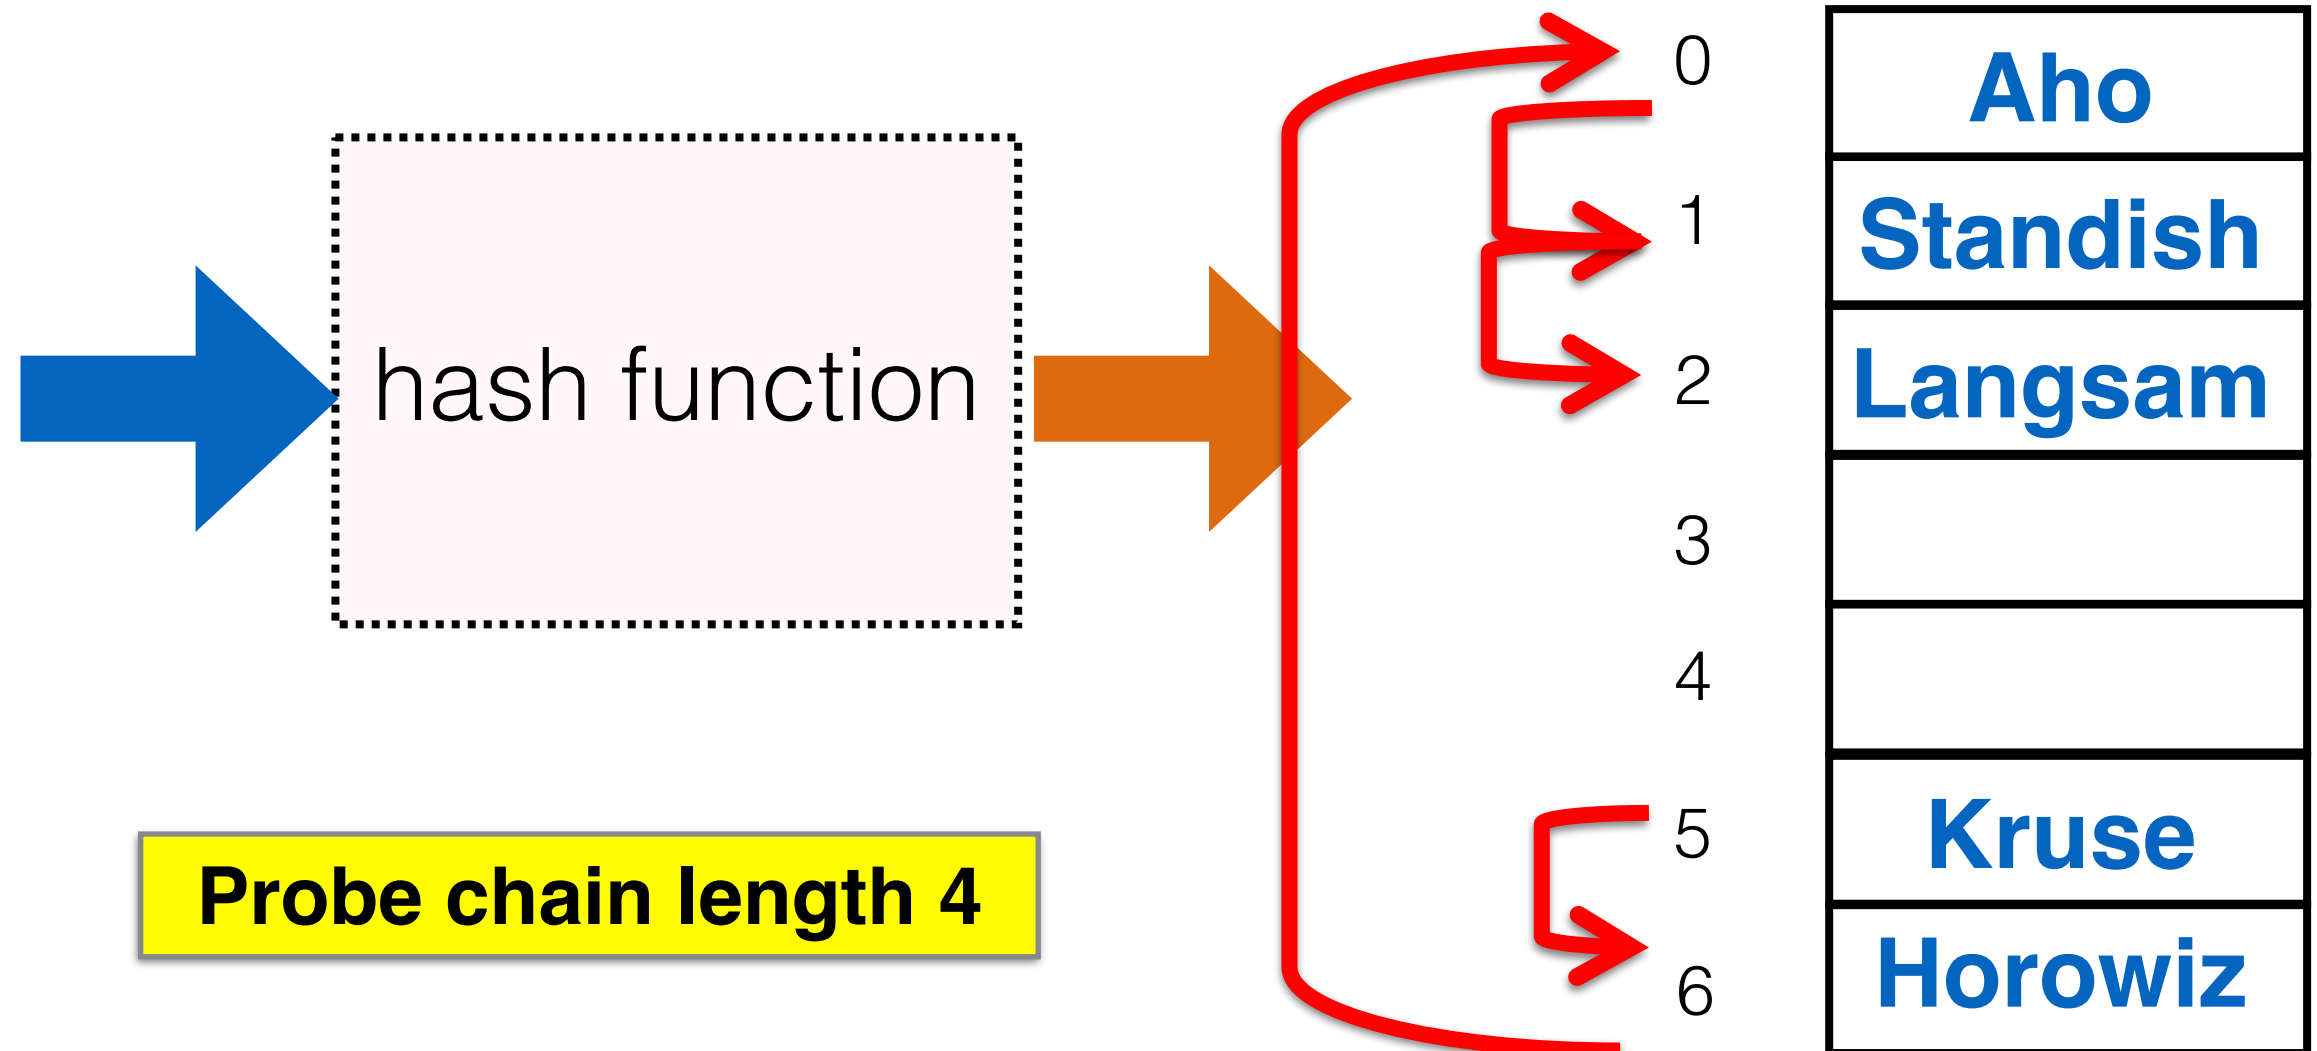 hash function
Probe chain length 4
0 Aho
1 Standish
2 Langsam
3
4
5 Kruse
6 Horowiz